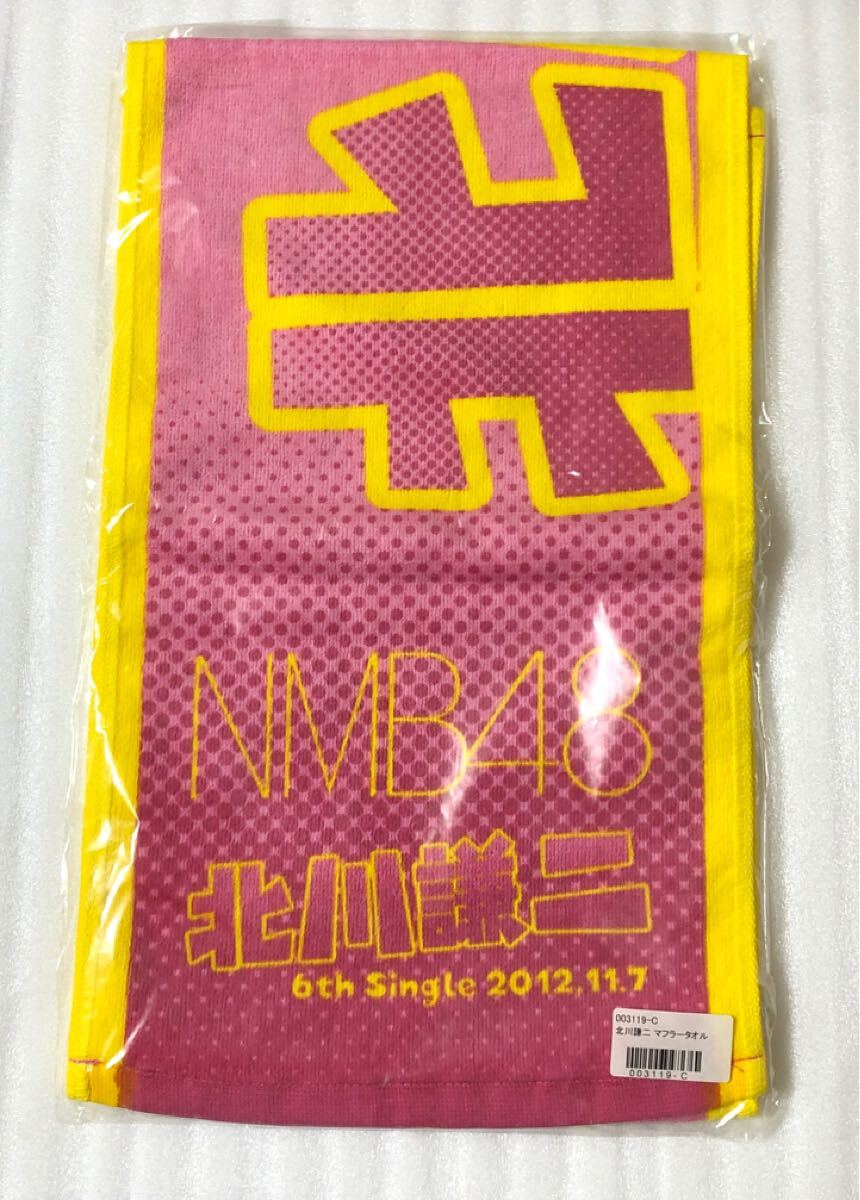 北
NMB48
北川謙二
6th Single 2012.11.7
003119-C
北川謙二 マフラータオル
003119-C